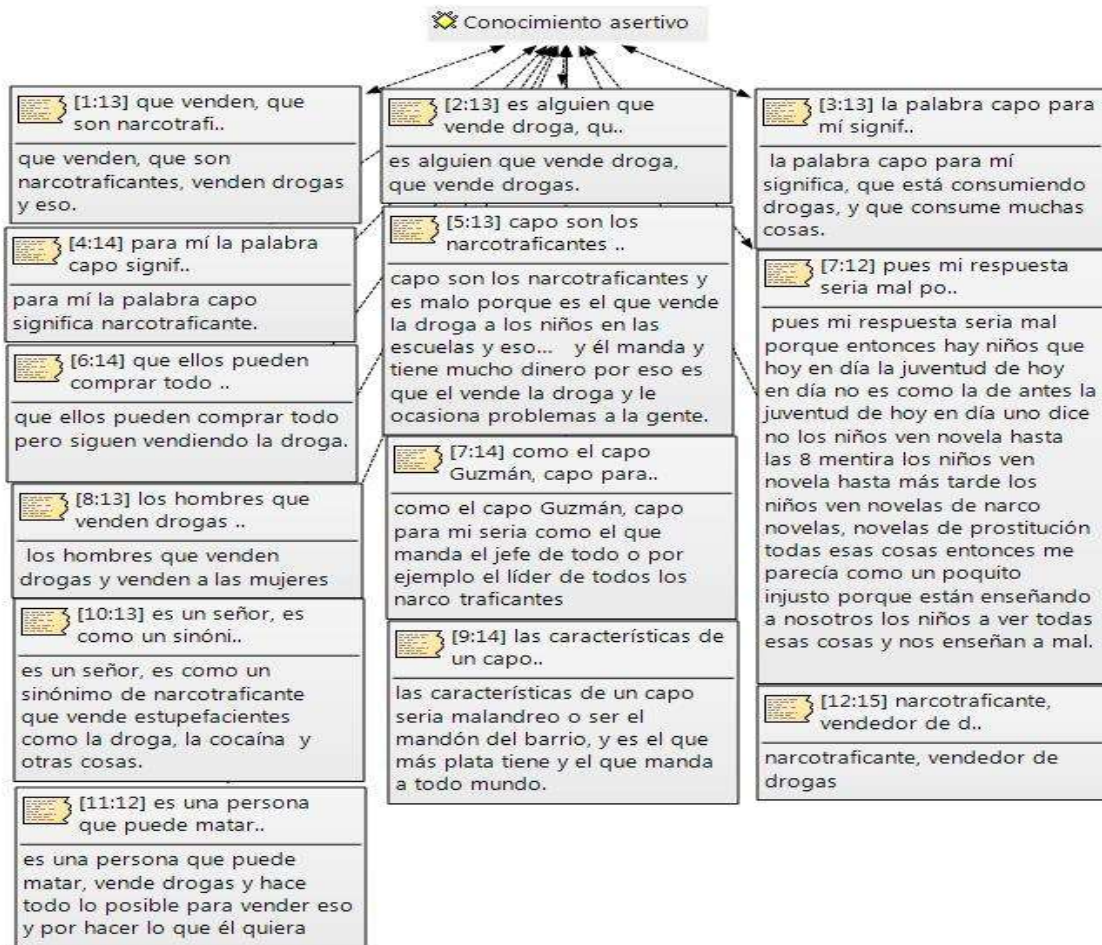 Conocimiento asertivo
[1:13] que venden, que
son narcotrafi..
que venden, que son
narcotraficantes, venden drogas
y eso.
[4:14] para mí la palabra
capo signif..
para mí la palabra capo
significa narcotraficante.
[6:14] que ellos pueden
comprar todo ..
que ellos pueden comprar todo
pero siguen vendiendo la droga.
[8:13] los hombres que
venden drogas ..
los hombres que venden
drogas y venden a las mujeres
[10:13] es un señor, es
como un sinóni..
es un señor, es como un
sinónimo de narcotraficante
que vende estupefacientes
como la droga, la cocaína y
otras cosas.
[11:12] es una persona
que puede matar..
es una persona que puede
matar, vende drogas y hace
todo lo posible para vender eso
y por hacer lo que él quiera
[2:13] es alguien que
vende droga, qu..
es alguien que vende droga,
que vende drogas.
[5:13] capo son los
narcotraficantes ..
capo son los narcotraficantes y
es malo porque es el que vende
la droga a los niños en las
escuelas y eso... y él manda y
tiene mucho dinero por eso es
que el vende la droga y le
ocasiona problemas a la gente.
[7:14] como el capo
Guzmán, capo para..
como el capo Guzmán, capo
para mi seria como el que
manda el jefe de todo o por
ejemplo el líder de todos los
narco traficantes
[9:14] las características de
un capo..
las características de un capo
seria malandreo o ser el
mandón del barrio, y es el que
más plata tiene y el que manda
a todo mundo.
[3:13] la palabra capo para
mí signif..
la palabra capo para mí
significa, que está consumiendo
drogas, y que consume muchas
cosas.
[7:12] pues mi respuesta
seria mal po..
pues mi respuesta seria mal
porque entonces hay niños que
hoy en día la juventud de hoy
en día no es como la de antes la
juventud de hoy en día uno dice
no los niños ven novela hasta
las 8 mentira los niños ven
novela hasta más tarde los
niños ven novelas de narco
novelas, novelas de prostitución
todas esas cosas entonces me
parecía como un poquito
injusto porque están enseñando
a nosotros los niños a ver todas
esas cosas y nos enseñan a mal.
[12:15] narcotraficante,
vendedor de d..
narcotraficante, vendedor de
drogas